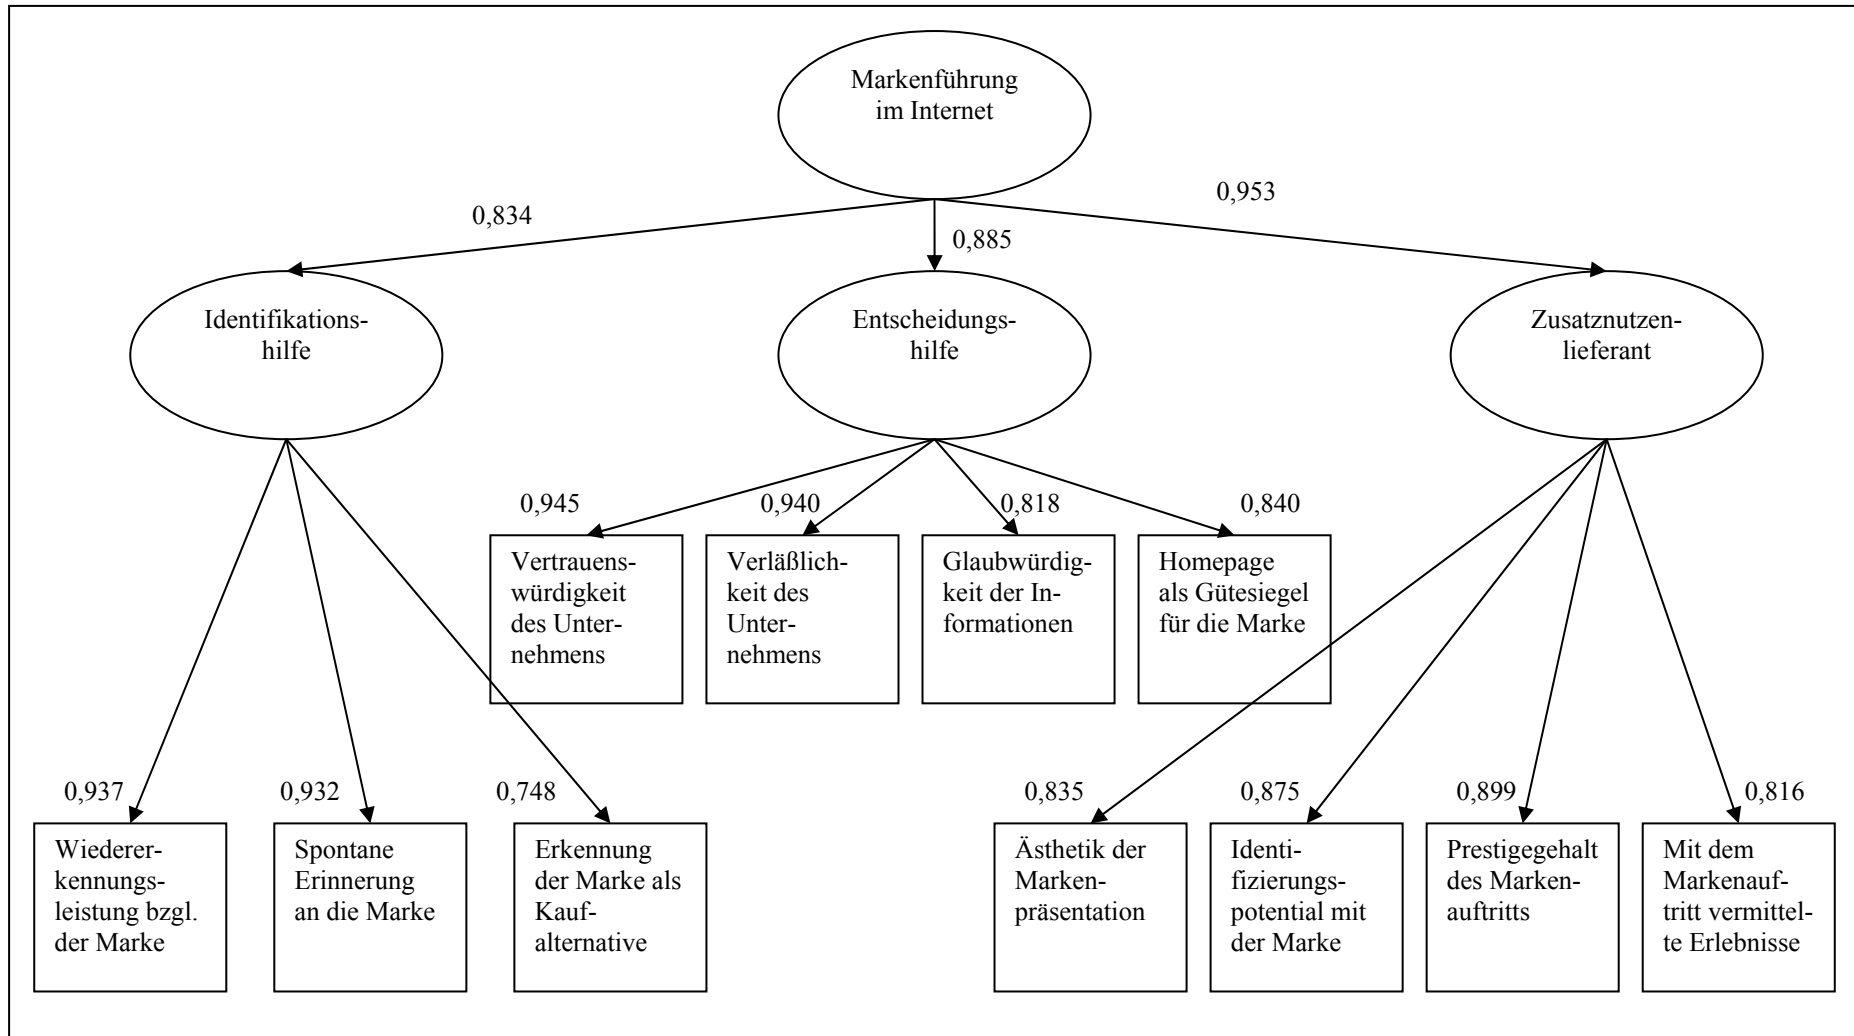 Markenführung
im Internet
0,834
0,885
0,953
Identifikations-
hilfe
Entscheidungs-
hilfe
Zusatznutzen-
lieferant
0,945
0,940
0,818
0,840
Vertrauens-
würdigkeit
des Unter-
nehmens
Verläßlich-
keit des
Unter-
nehmens
Glaubwürdig-
keit der In-
formationen
Homepage
als Gütesiegel
für die Marke
0,937
0,932
0,748
0,835
0,875
0,899
0,816
Wiederer-
kennungs-
leistung bzgl.
der Marke
Spontane
Erinnerung
an die Marke
Erkennung
der Marke als
Kauf-
alternative
Ästhetik der
Marken-
präsentation
Identi-
fizierungs-
potential mit
der Marke
Prestigegehalt
des Marken-
auftritts
Mit dem
Markenauf-
tritt vermittel-
te Erlebnisse